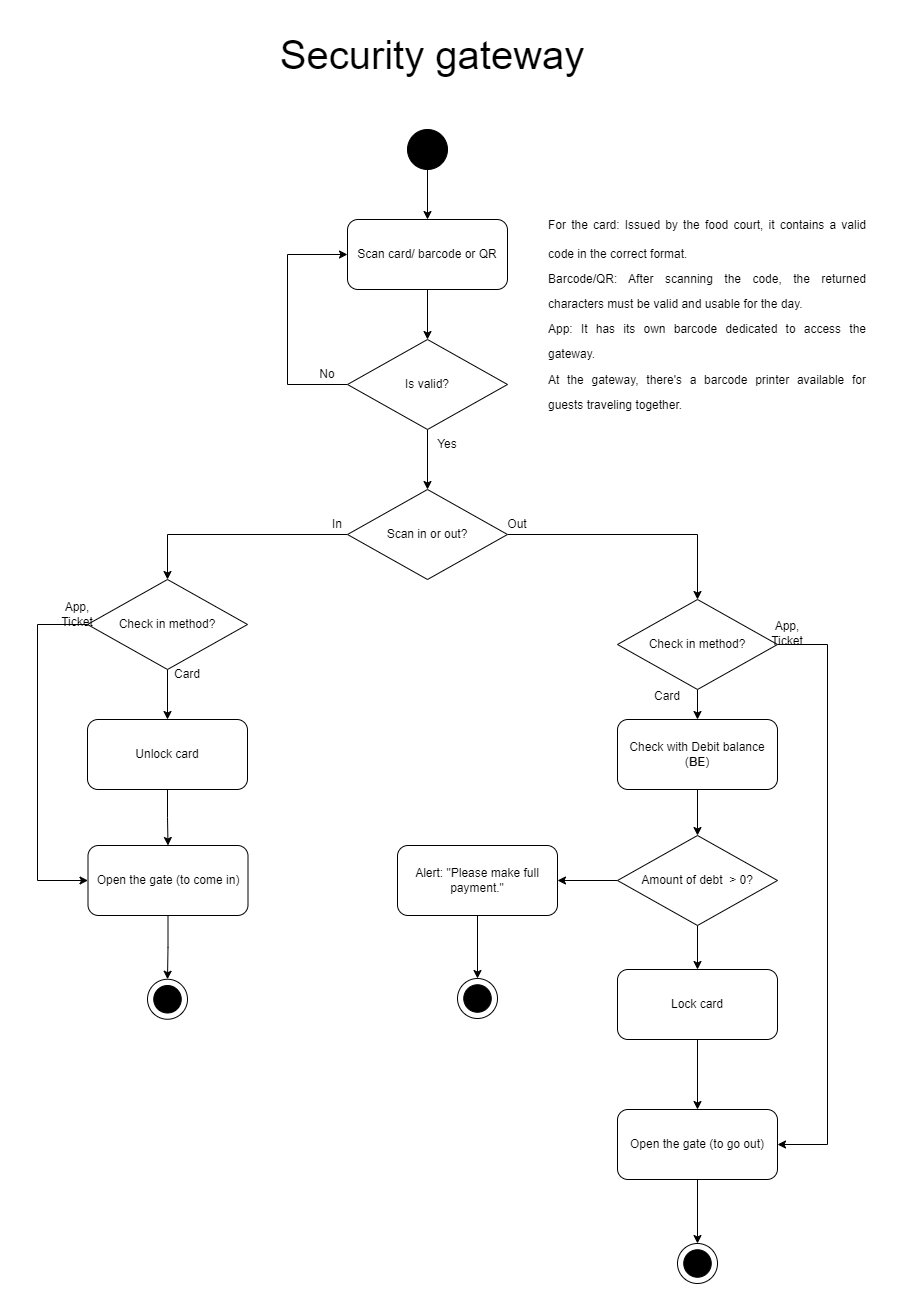 Security gateway
Scan card/ barcode or QR
For the card: Issued by the food court, it contains a valid
code in the correct format.
Barcode/QR: After scanning the code, the returned
characters must be valid and usable for the day.
App: It has its own barcode dedicated to access the
gateway.
At the gateway, there's a barcode printer available for
guests traveling together.
No
Is valid?
Yes
In
Scan in or out?
Out
App,
Ticket
Check in method?
Card
App,
Ticket
Check in method?
Card
Unlock card
Check with Debit balance
(BE)
Open the gate (to come in)
Alert: "Please make full
payment."
Amount of debt  > 0?
Lock card
Open the gate (to go out)